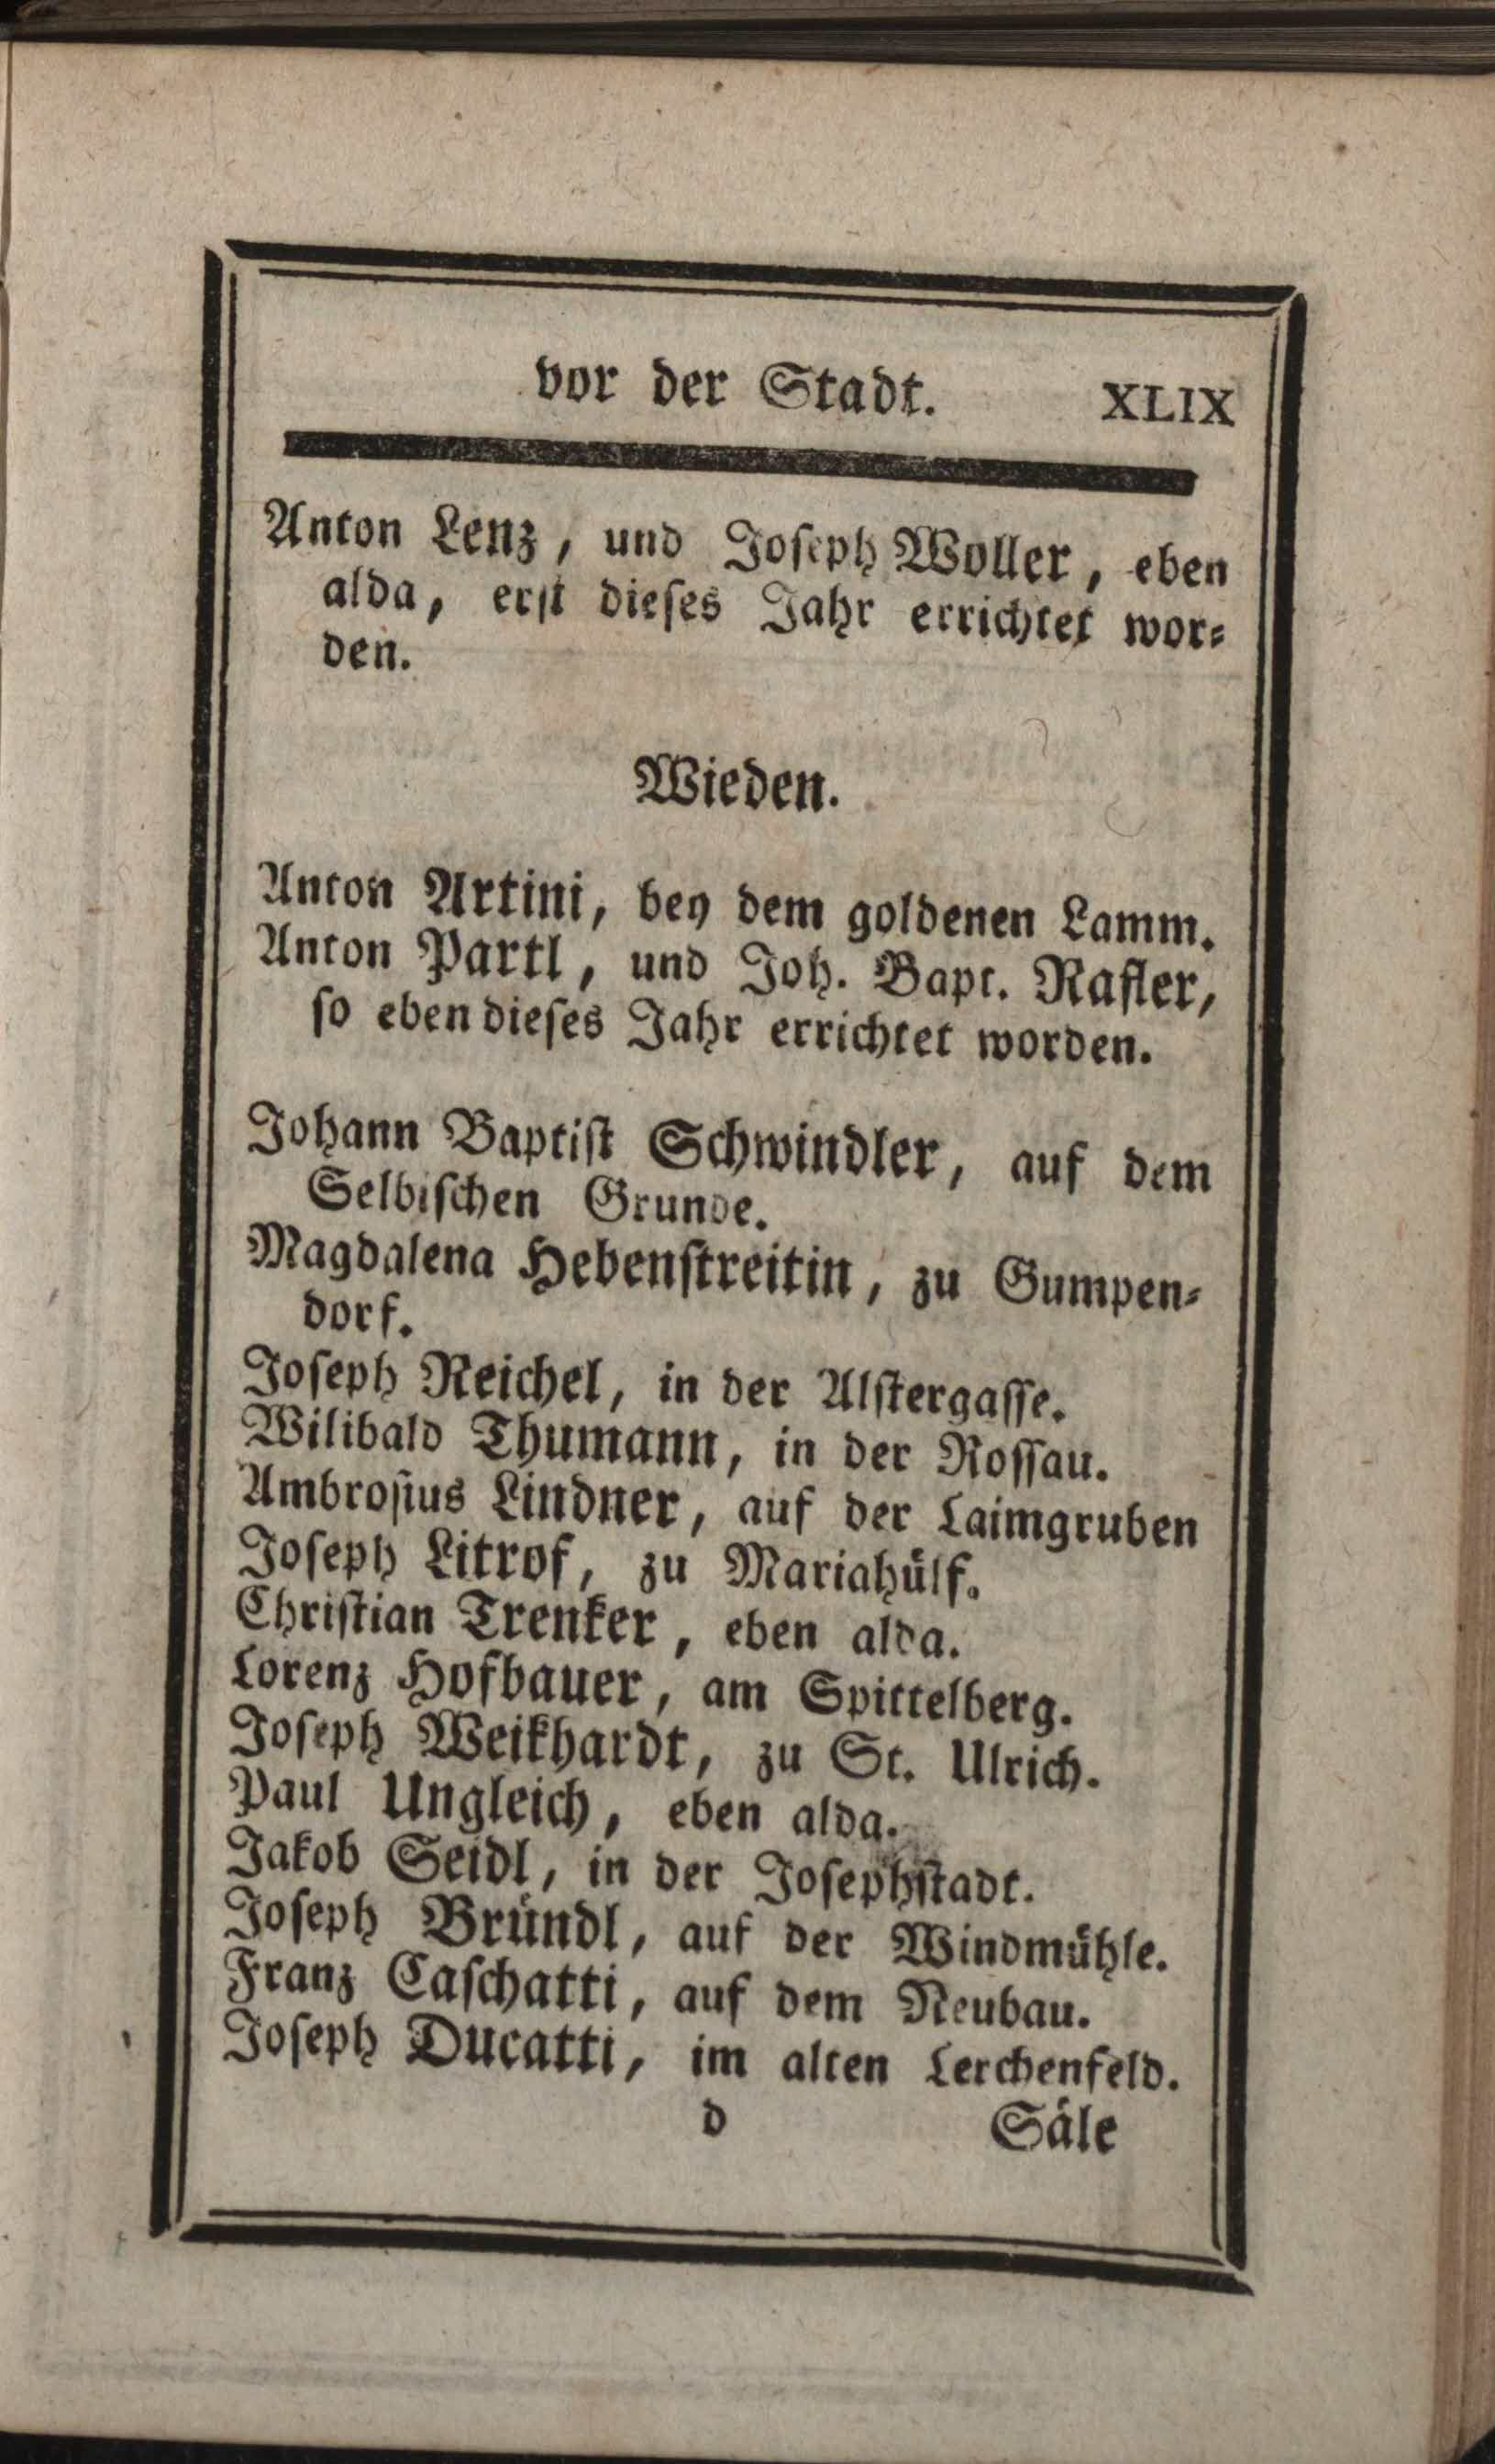 vor der Stadt. XLIX
Anton Lenz, und Joseph Woller, eben
alda, erst dieses Jahr errichtet wor-
den.
Wieden.
Anton Artini, bey dem goldenen Lamm.
Anton Partl, und Joh. Bapt. Rafler,
so eben dieses Jahr errichtet worden.
Johann Baptist Schwindler, auf dem
Selbischen Grunde.
Magdalena Hebenstreitin, zu Gumpen-
dorf.
Joseph Reichel, in der Alstergasse.
Wilibald Thumann, in der Rossau.
Ambrosius Lindner, auf der Laimgruben
Joseph Litrof, zu Mariahülf.
Christian Trenker, eben alda.
Lorenz Hofbauer, am Spittelberg.
Joseph Weikhardt, zu St. Ulrich.
Paul Ungleich, eben alda.
Jakob Seidl, in der Josephstadt.
Joseph Bründl, auf der Windmühle.
Franz Caschatti, auf dem Neubau.
Joseph Ducatti, im alten Lerchenfeld.
d Säle